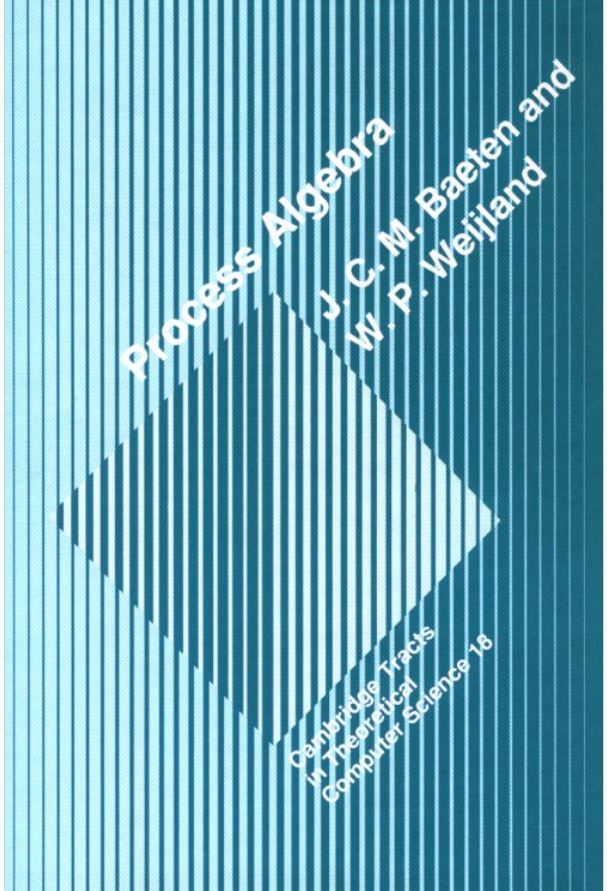 Process Algebra
J. C. M. Baeten and
W. P. Weijland
Cambridge Tracts
in Theoretical
Computer Science 18